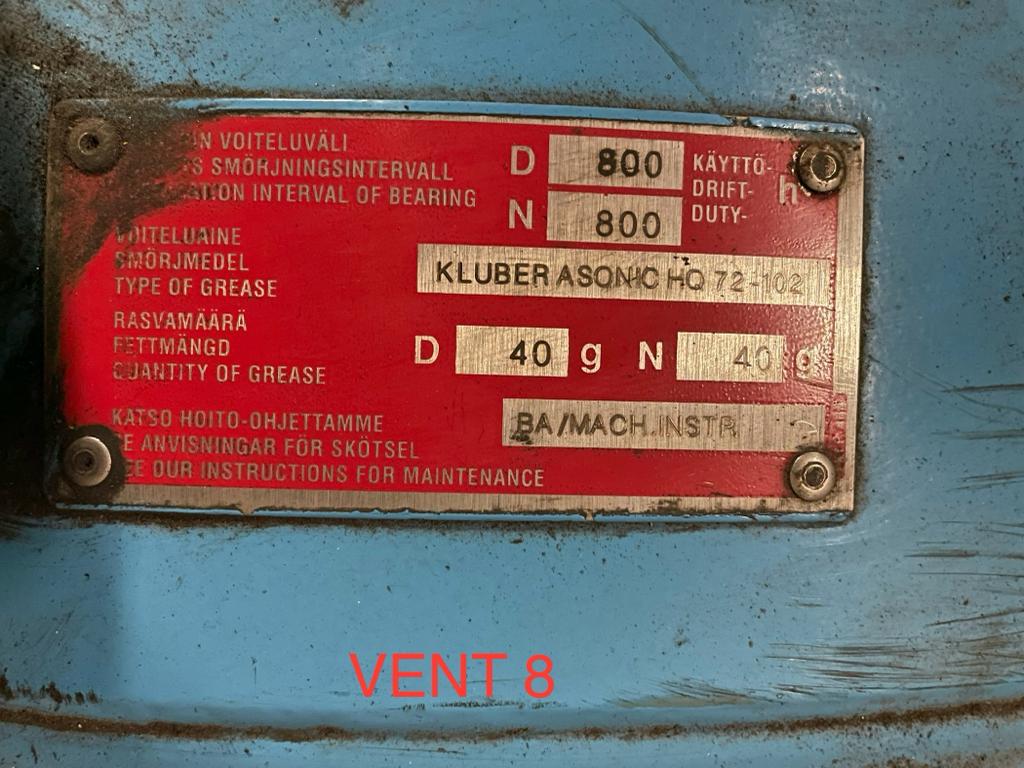 VOITELUVÄLI
SMÖRJNINGSINTERVALL D 800 KÄYTTÖ-
INTERVAL OF BEARING N 800 DRIFT- h
DUTY-
VOITELUAINE
SMÖRJMEDEL KLUBER ASONIC HQ 72-102
TYPE OF GREASE
RASVAMÄÄRÄ
FETTMÄNGD D 40 g N 40 g
QUANTITY OF GREASE
KATSO HOITO-OHJETTAMME BA/MACH.INSTR
SE ANVISNINGAR FÖR SKÖTSEL
SEE OUR INSTRUCTIONS FOR MAINTENANCE
VENT 8